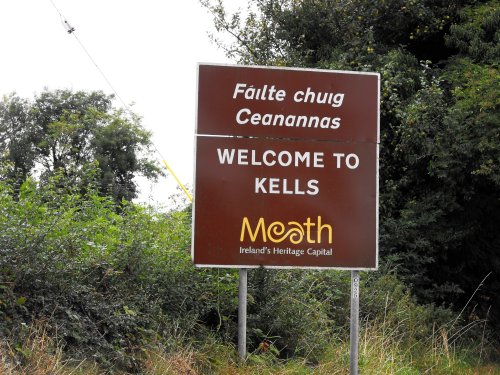 Fáilte chuig
Ceanannas
WELCOME TO
KELLS
Meath
Ireland's Heritage Capital